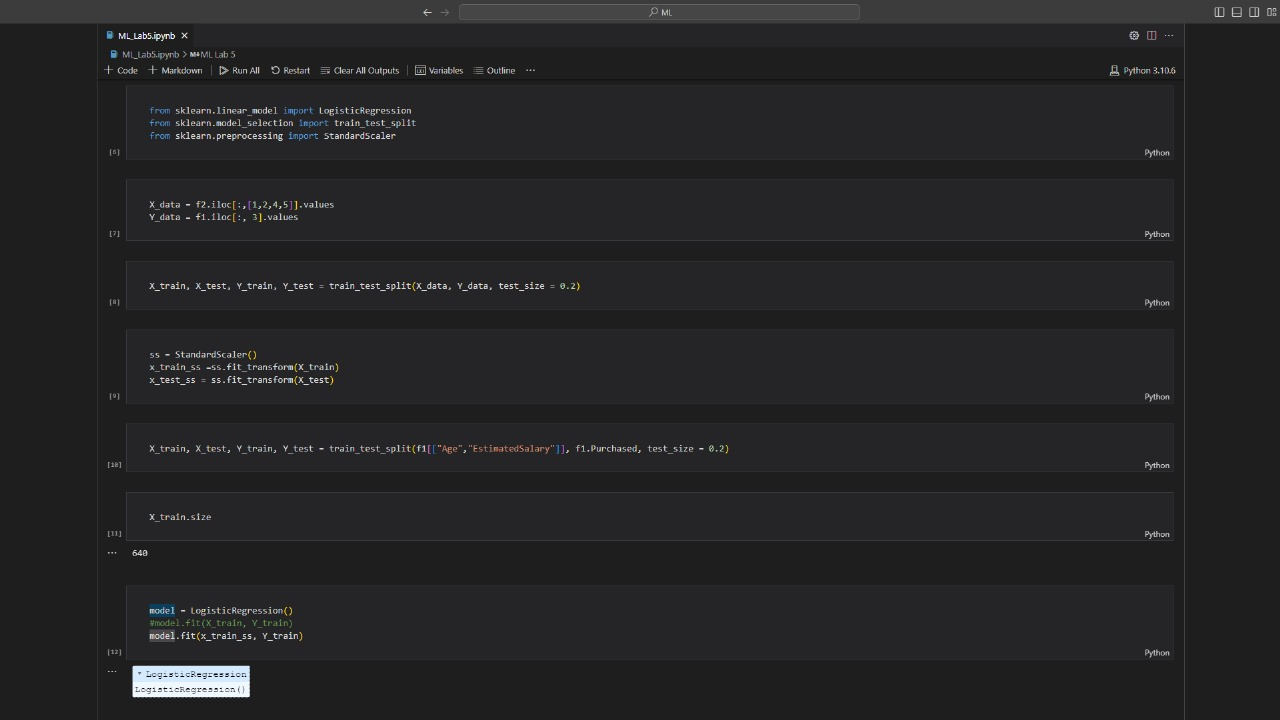 ← → ML
ML_Lab5.ipynb ×
ML_Lab5.ipynb > M↓ML Lab 5
+ Code + Markdown Run All Restart Clear All Outputs Variables Outline ... Python 3.10.6
from sklearn.linear_model import LogisticRegression
from sklearn.model_selection import train_test_split
from sklearn.preprocessing import StandardScaler
[6] Python
X_data = f2.iloc[:,[1,2,4,5]].values
Y_data = f1.iloc[:, 3].values
[7] Python
X_train, X_test, Y_train, Y_test = train_test_split(X_data, Y_data, test_size = 0.2)
[8] Python
ss = StandardScaler()
x_train_ss =ss.fit_transform(X_train)
x_test_ss = ss.fit_transform(X_test)
[9] Python
X_train, X_test, Y_train, Y_test = train_test_split(f1[["Age","EstimatedSalary"]], f1.Purchased, test_size = 0.2)
[10] Python
X_train.size
[11] Python
... 640
model = LogisticRegression()
#model.fit(X_train, Y_train)
model.fit(x_train_ss, Y_train)
[12] Python
... ▾ LogisticRegression
LogisticRegression()